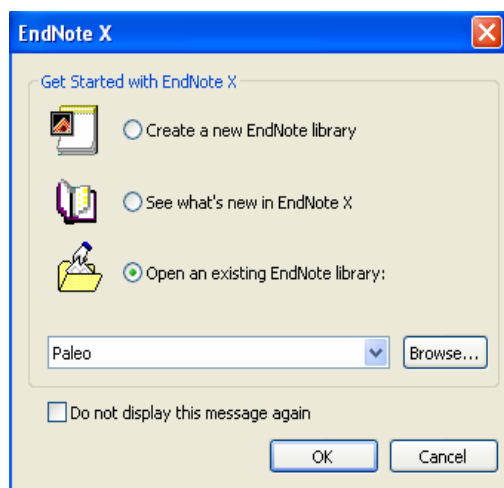 EndNote X
Get Started with EndNote X
Create a new EndNote library
See what's new in EndNote X
Open an existing EndNote library:
Paleo
Browse...
Do not display this message again
OK
Cancel